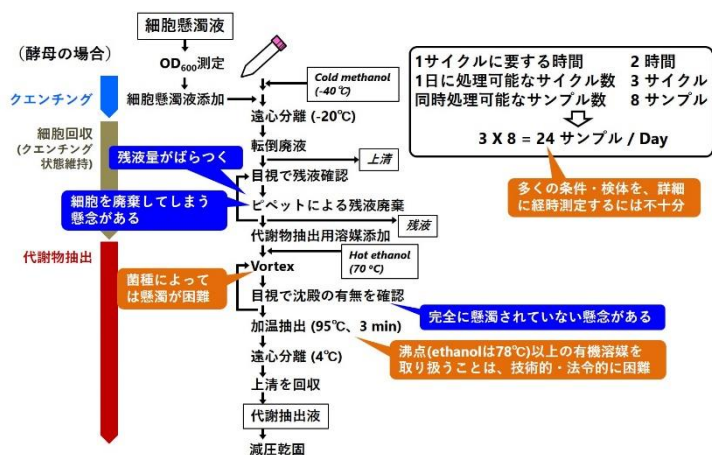 細胞懸濁液
（酵母の場合）
OD600測定
Cold methanol
(-40℃)
クエンチング
細胞懸濁液添加
遠心分離 (-20℃)
細胞回収
(クエンチング
状態維持)
転倒廃液
上清
残液量がばらつく
目視で残液確認
細胞を廃棄してしまう
懸念がある
ピペットによる残液廃棄
残液
代謝物抽出用溶媒添加
代謝物抽出
Hot ethanol
(70 ºC)
菌種によって
は懸濁が困難
Vortex
目視で沈殿の有無を確認
完全に懸濁されていない懸念がある
加温抽出 (95℃、3 min)
沸点(ethanolは78℃)以上の有機溶媒を
取り扱うことは、技術的・法令的に困難
遠心分離 (4℃)
上清を回収
代謝抽出液
減圧乾固
1サイクルに要する時間 2 時間
1日に処理可能なサイクル数 3 サイクル
同時処理可能なサンプル数 8 サンプル
3 X 8 = 24 サンプル / Day
多くの条件・検体を、詳細
に経時測定するには不十分